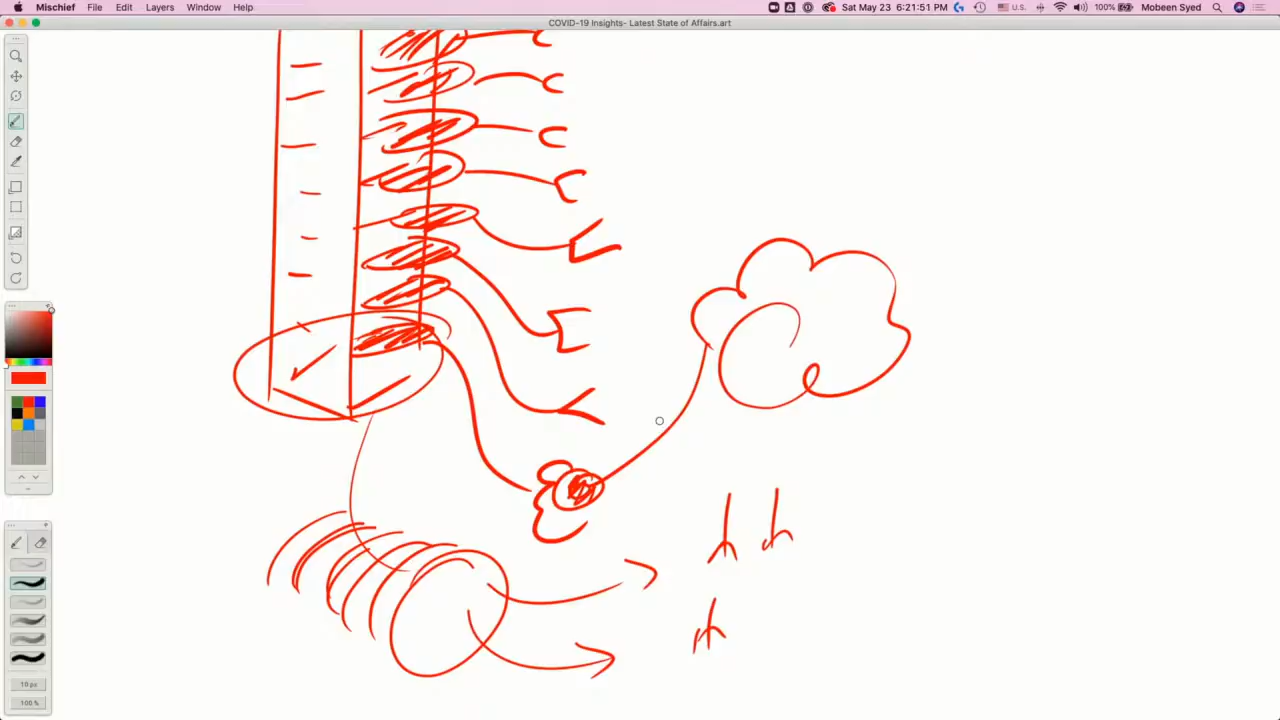 Mischief File Edit Layers Window Help U.S. 100% Sat May 23 6:21:51 PM Mobeen Syed
COVID-19 Insights- Latest State of Affairs.art
10 px
100 %